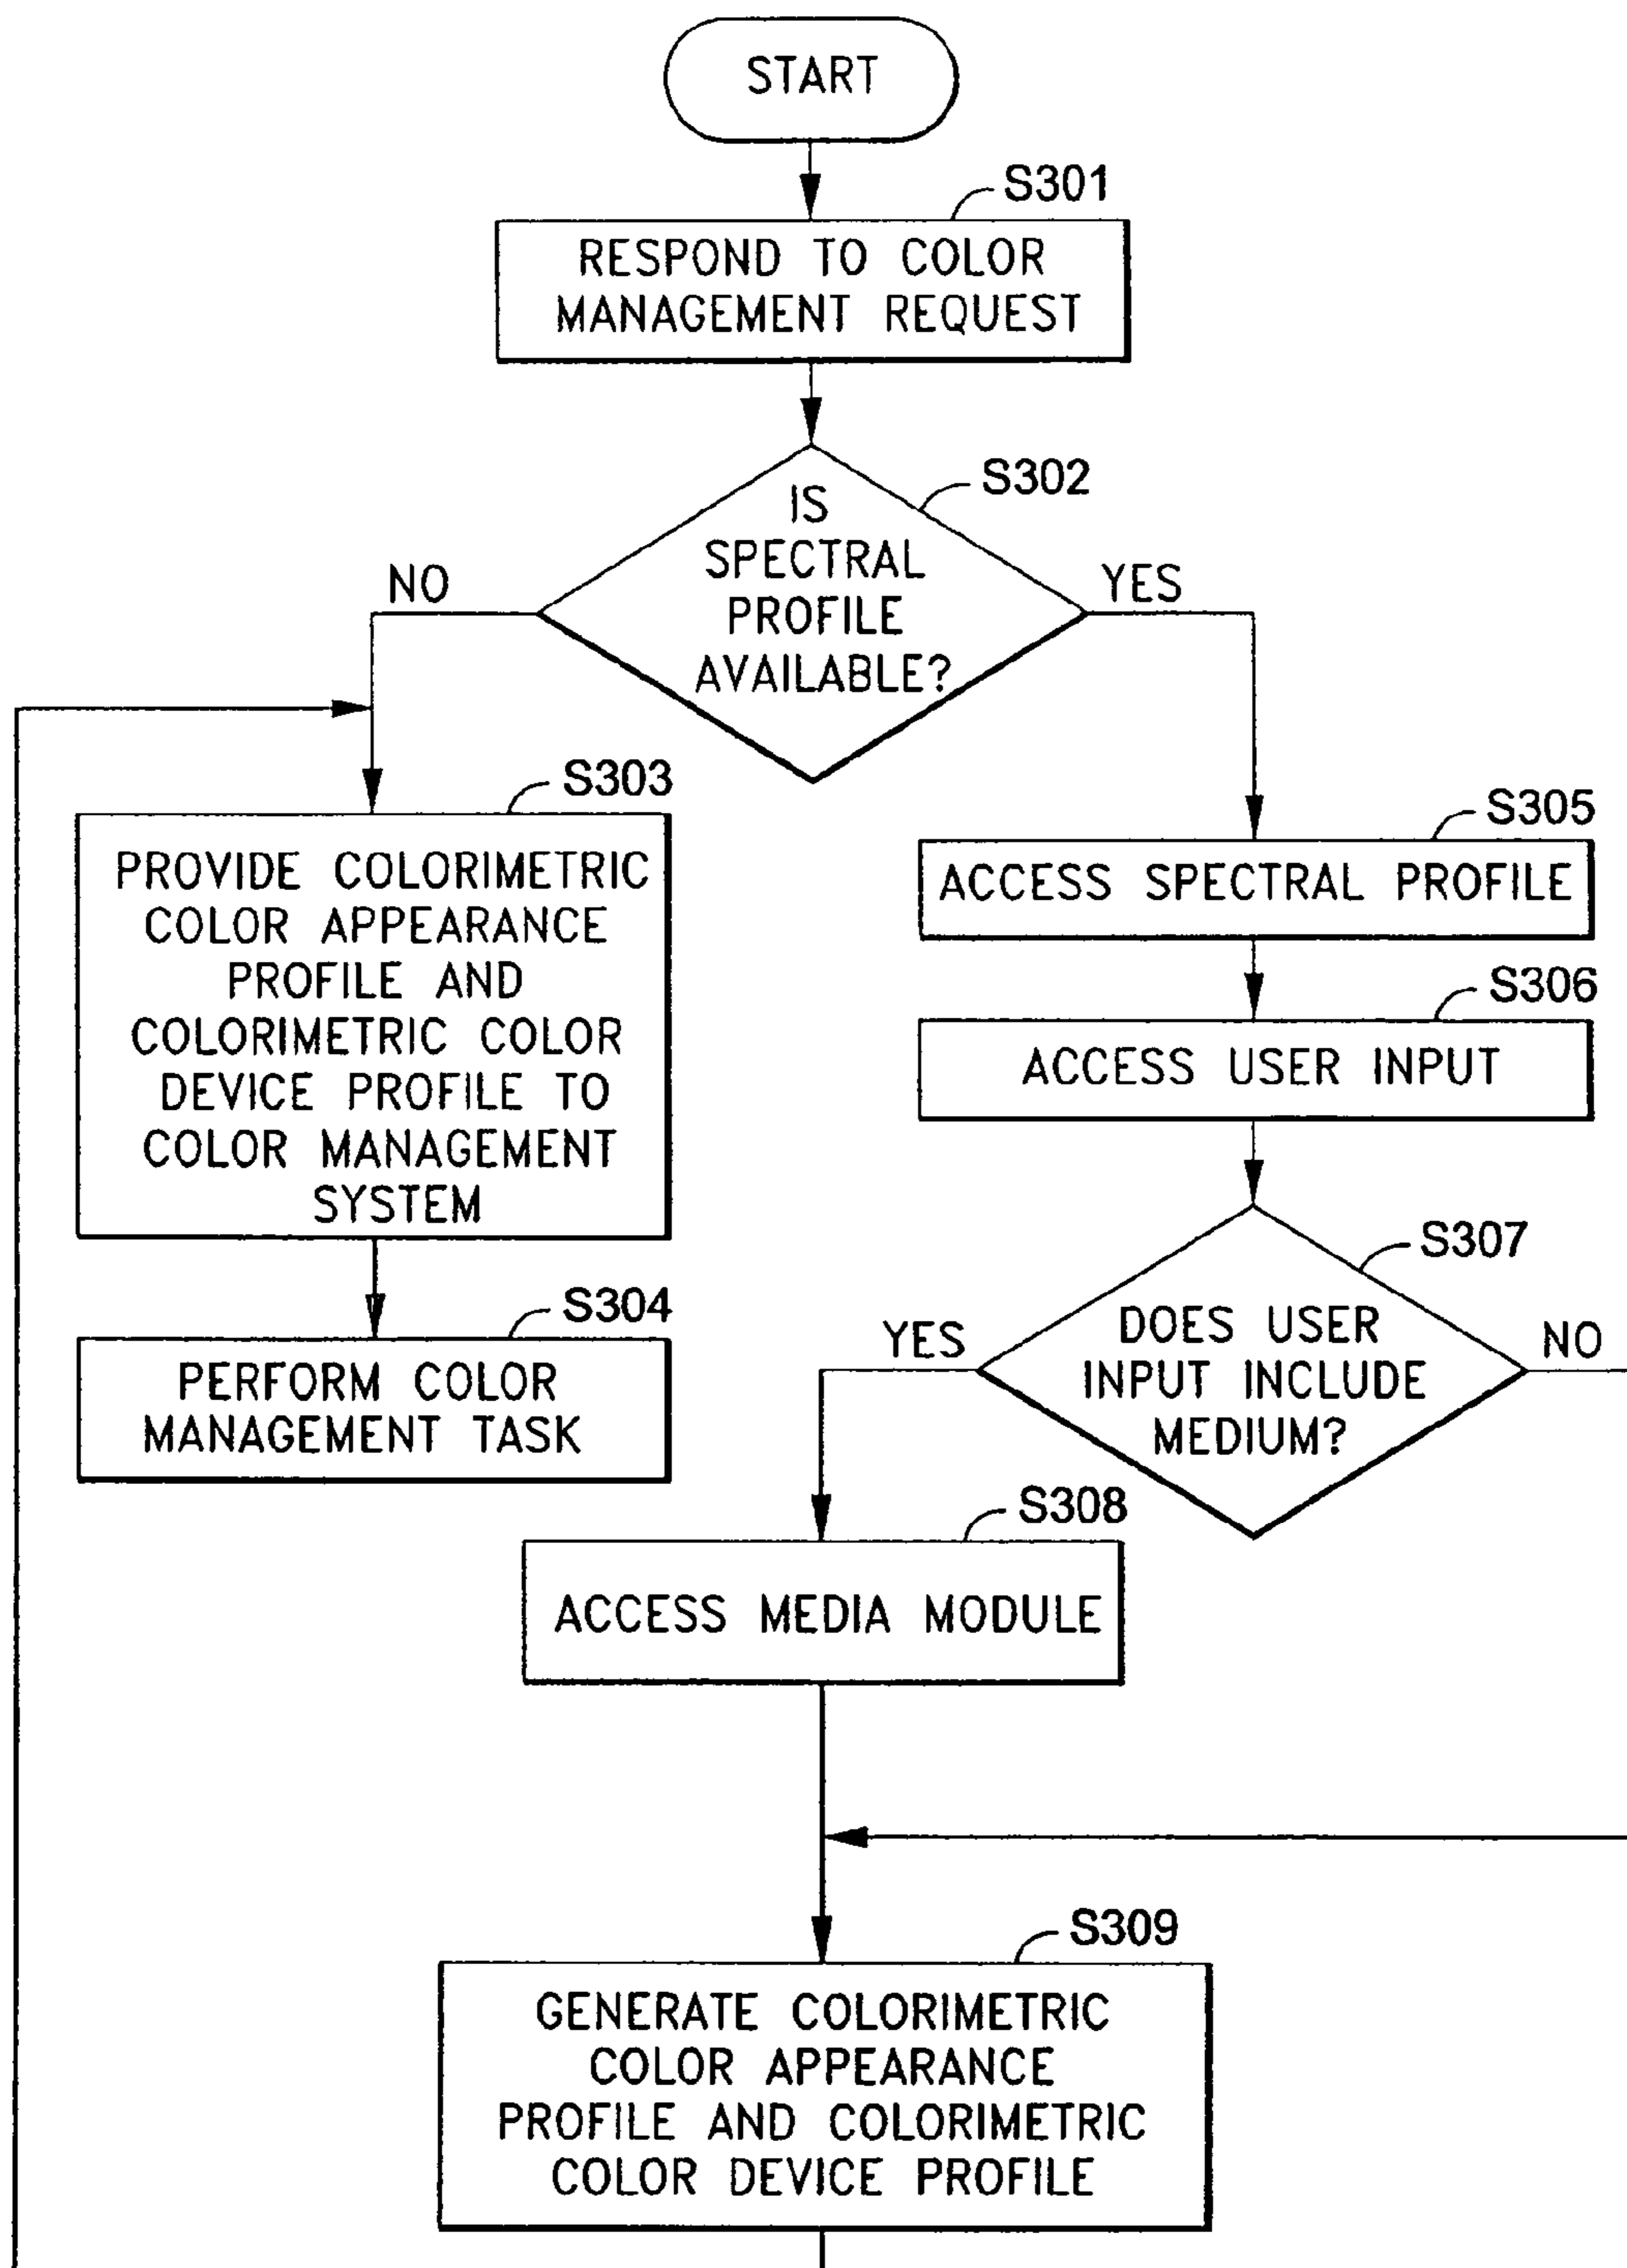 START
S301
RESPOND TO COLOR
MANAGEMENT REQUEST
S302
IS
SPECTRAL
PROFILE
AVAILABLE?
NO
YES
S303
PROVIDE COLORIMETRIC
COLOR APPEARANCE
PROFILE AND
COLORIMETRIC COLOR
DEVICE PROFILE TO
COLOR MANAGEMENT
SYSTEM
S304
PERFORM COLOR
MANAGEMENT TASK
S305
ACCESS SPECTRAL PROFILE
S306
ACCESS USER INPUT
S307
DOES USER
INPUT INCLUDE
MEDIUM?
YES
NO
S308
ACCESS MEDIA MODULE
S309
GENERATE COLORIMETRIC
COLOR APPEARANCE
PROFILE AND COLORIMETRIC
COLOR DEVICE PROFILE